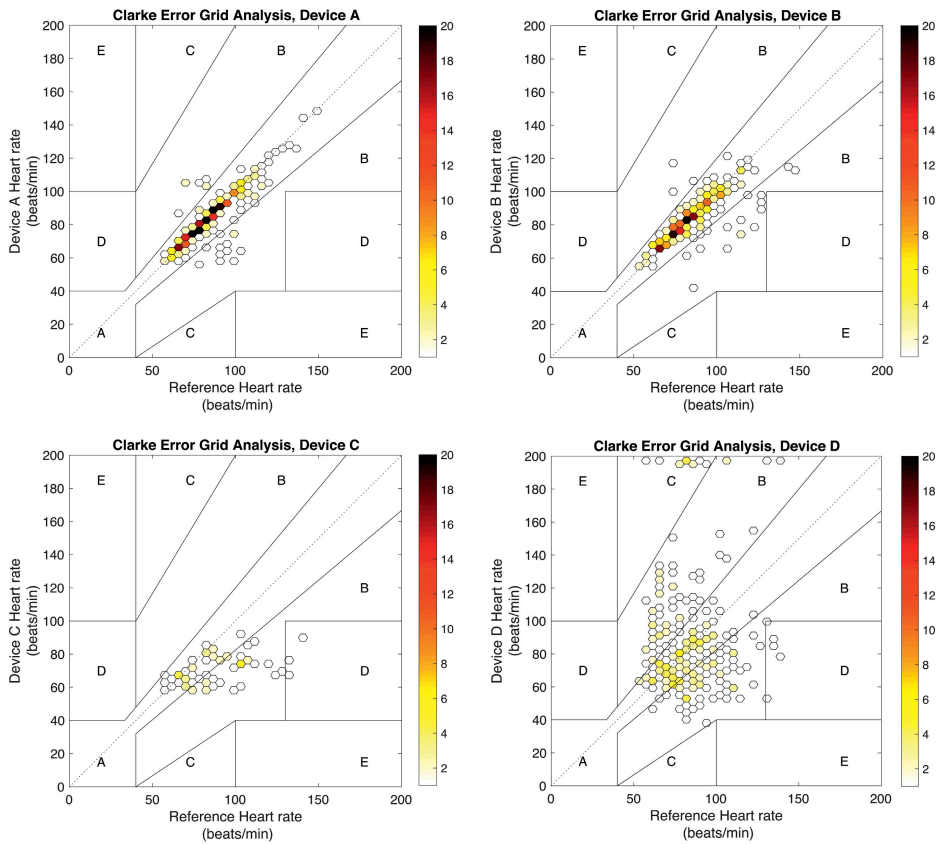 Clarke Error Grid Analysis, Device A
Device A Heart rate
(beats/min)
200
180
160
140
120
100
80
60
40
20
0
E
C
B
B
D
D
A
C
E
0
50
100
150
200
Reference Heart rate
(beats/min)
20
18
16
14
12
10
8
6
4
2
Clarke Error Grid Analysis, Device B
Device B Heart rate
(beats/min)
200
180
160
140
120
100
80
60
40
20
0
E
C
B
B
D
D
A
C
E
0
50
100
150
200
Reference Heart rate
(beats/min)
20
18
16
14
12
10
8
6
4
2
Clarke Error Grid Analysis, Device C
Device C Heart rate
(beats/min)
200
180
160
140
120
100
80
60
40
20
0
E
C
B
B
D
D
A
C
E
0
50
100
150
200
Reference Heart rate
(beats/min)
20
18
16
14
12
10
8
6
4
2
Clarke Error Grid Analysis, Device D
Device D Heart rate
(beats/min)
200
180
160
140
120
100
80
60
40
20
0
E
C
B
B
D
D
A
C
E
0
50
100
150
200
Reference Heart rate
(beats/min)
20
18
16
14
12
10
8
6
4
2